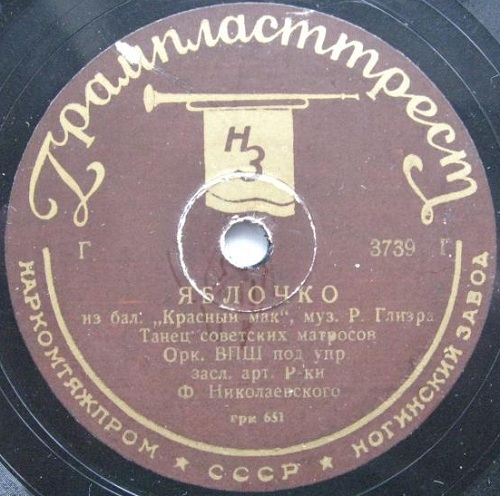 Грампласттрест
НЗ
Г 3739 Г
ЯБЛОЧКО
из бал: „Красный мак", муз. Р. Глиэра
Танец советских матросов
Орк. ВПШ под упр.
засл. арт. Р-ки
Ф. Николаевского
грк 651
НАРКОМТЯЖПРОМ ★ СССР ★ НОГИНСКИЙ ЗАВОД